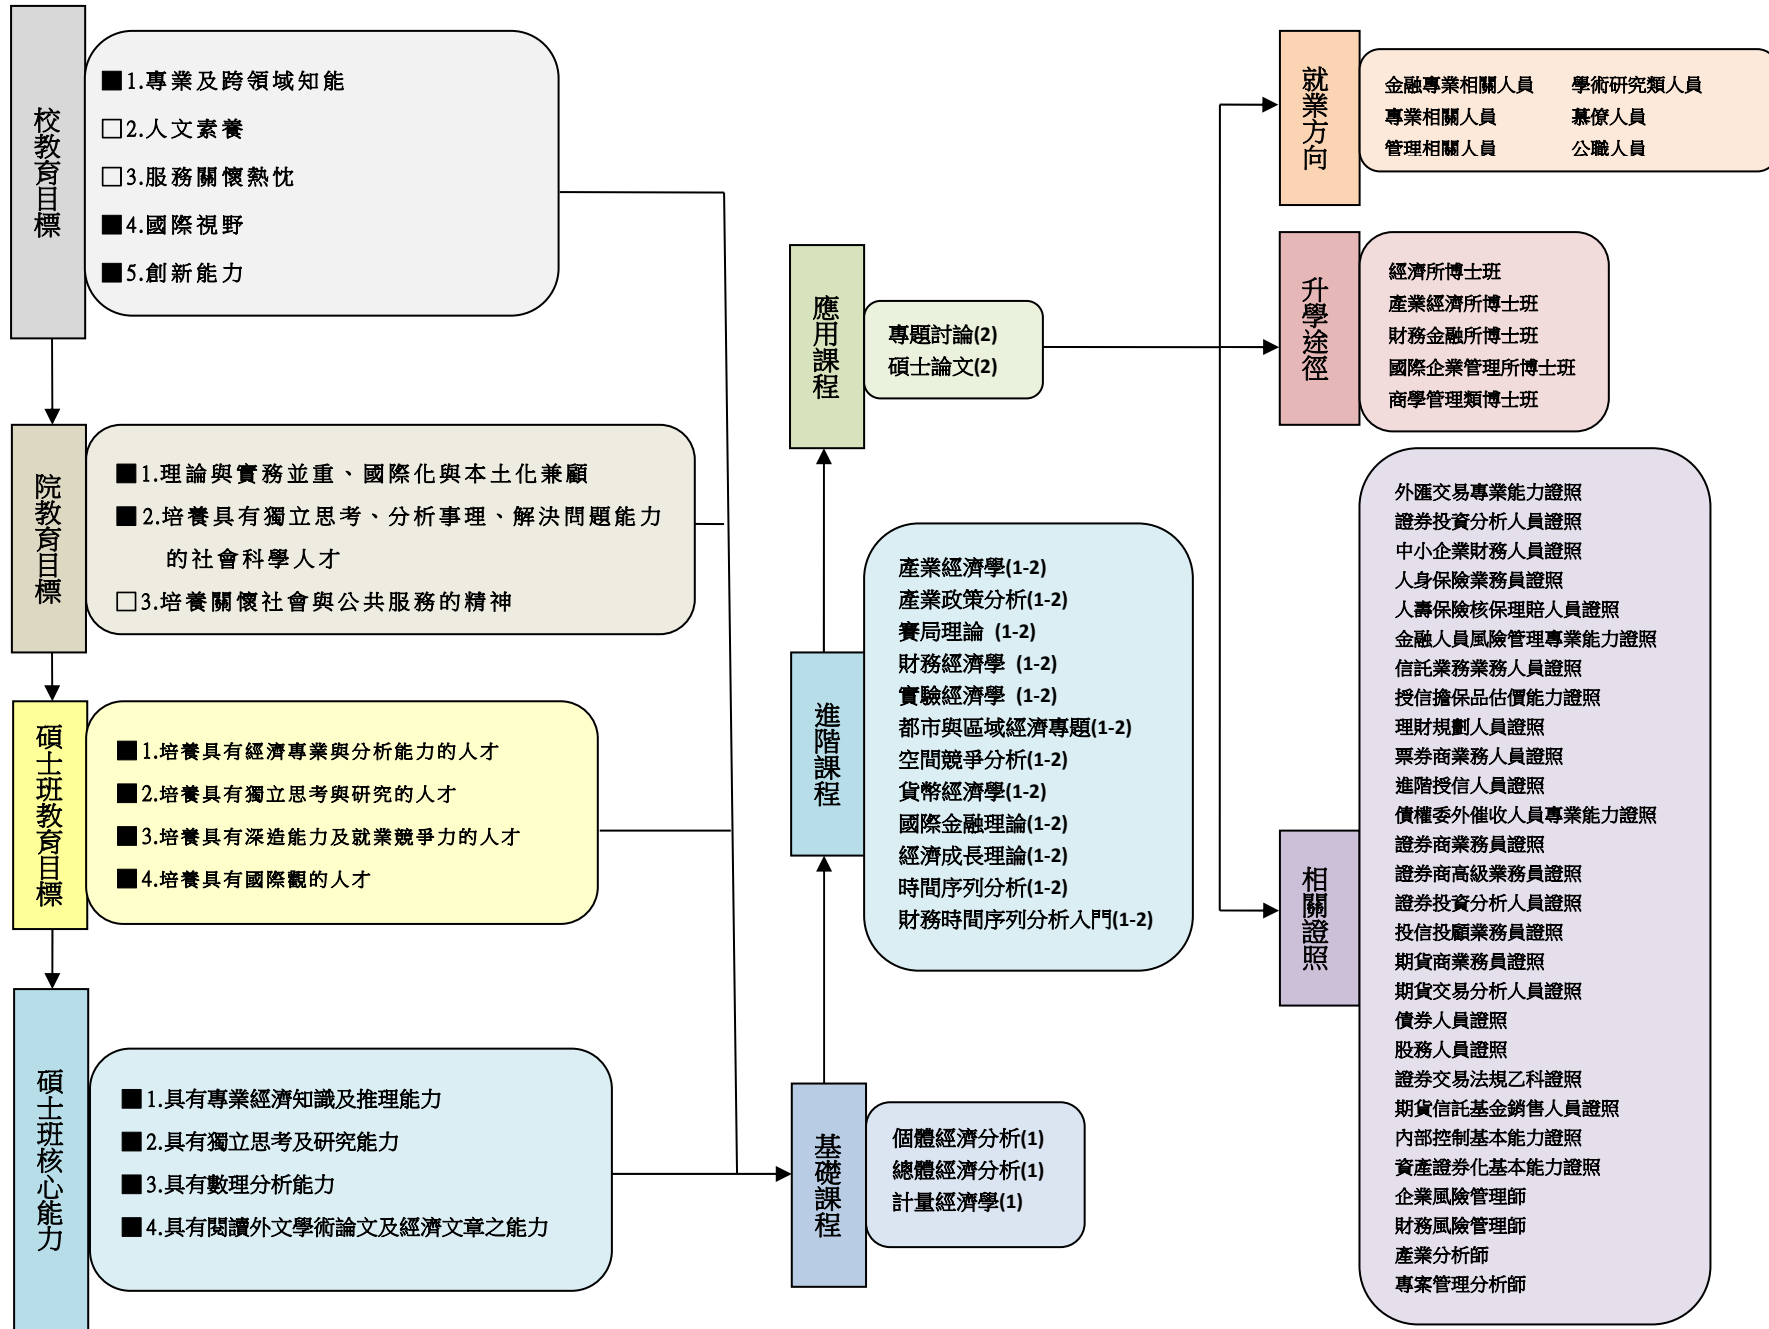 校教育目標
■1.專業及跨領域知能
□2.人文素養
□3.服務關懷熱忱
■4.國際視野
■5.創新能力
院教育目標
■1.理論與實務並重、國際化與本土化兼顧
■2.培養具有獨立思考、分析事理、解決問題能力
的社會科學人才
□3.培養關懷社會與公共服務的精神
碩士班教育目標
■1.培養具有經濟專業與分析能力的人才
■2.培養具有獨立思考與研究的人才
■3.培養具有深造能力及就業競爭力的人才
■4.培養具有國際觀的人才
碩士班核心能力
■1.具有專業經濟知識及推理能力
■2.具有獨立思考及研究能力
■3.具有數理分析能力
■4.具有閱讀外文學術論文及經濟文章之能力
應用課程
專題討論(2)
碩士論文(2)
進階課程
產業經濟學(1-2)
產業政策分析(1-2)
賽局理論 (1-2)
財務經濟學 (1-2)
實驗經濟學 (1-2)
都市與區域經濟專題(1-2)
空間競爭分析(1-2)
貨幣經濟學(1-2)
國際金融理論(1-2)
經濟成長理論(1-2)
時間序列分析(1-2)
財務時間序列分析入門(1-2)
基礎課程
個體經濟分析(1)
總體經濟分析(1)
計量經濟學(1)
就業方向
金融專業相關人員 學術研究類人員
專業相關人員 慕僚人員
管理相關人員 公職人員
升學途徑
經濟所博士班
產業經濟所博士班
財務金融所博士班
國際企業管理所博士班
商學管理類博士班
相關證照
外匯交易專業能力證照
證券投資分析人員證照
中小企業財務人員證照
人身保險業務員證照
人壽保險核保理賠人員證照
金融人員風險管理專業能力證照
信託業務業務人員證照
授信擔保品估價能力證照
理財規劃人員證照
票券商業務人員證照
進階授信人員證照
債權委外催收人員專業能力證照
證券商業務員證照
證券商高級業務員證照
證券投資分析人員證照
投信投顧業務員證照
期貨商業務員證照
期貨交易分析人員證照
債券人員證照
股務人員證照
證券交易法規乙科證照
期貨信託基金銷售人員證照
內部控制基本能力證照
資產證券化基本能力證照
企業風險管理師
財務風險管理師
產業分析師
專案管理分析師